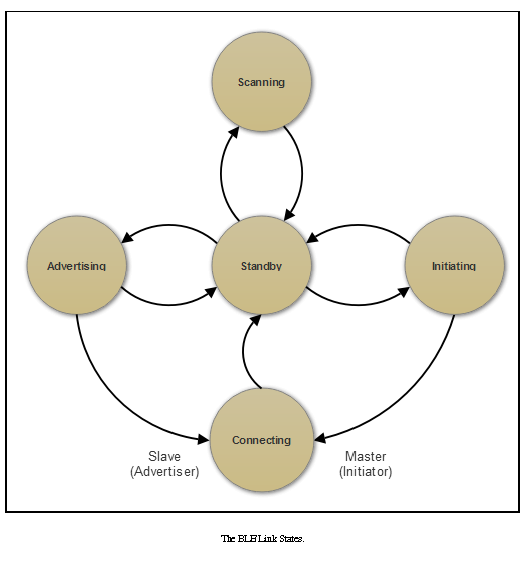 Scanning
Advertising
Standby
Initiating
Connecting
Slave
(Advertiser)
Master
(Initiator)
The BLE Link States.